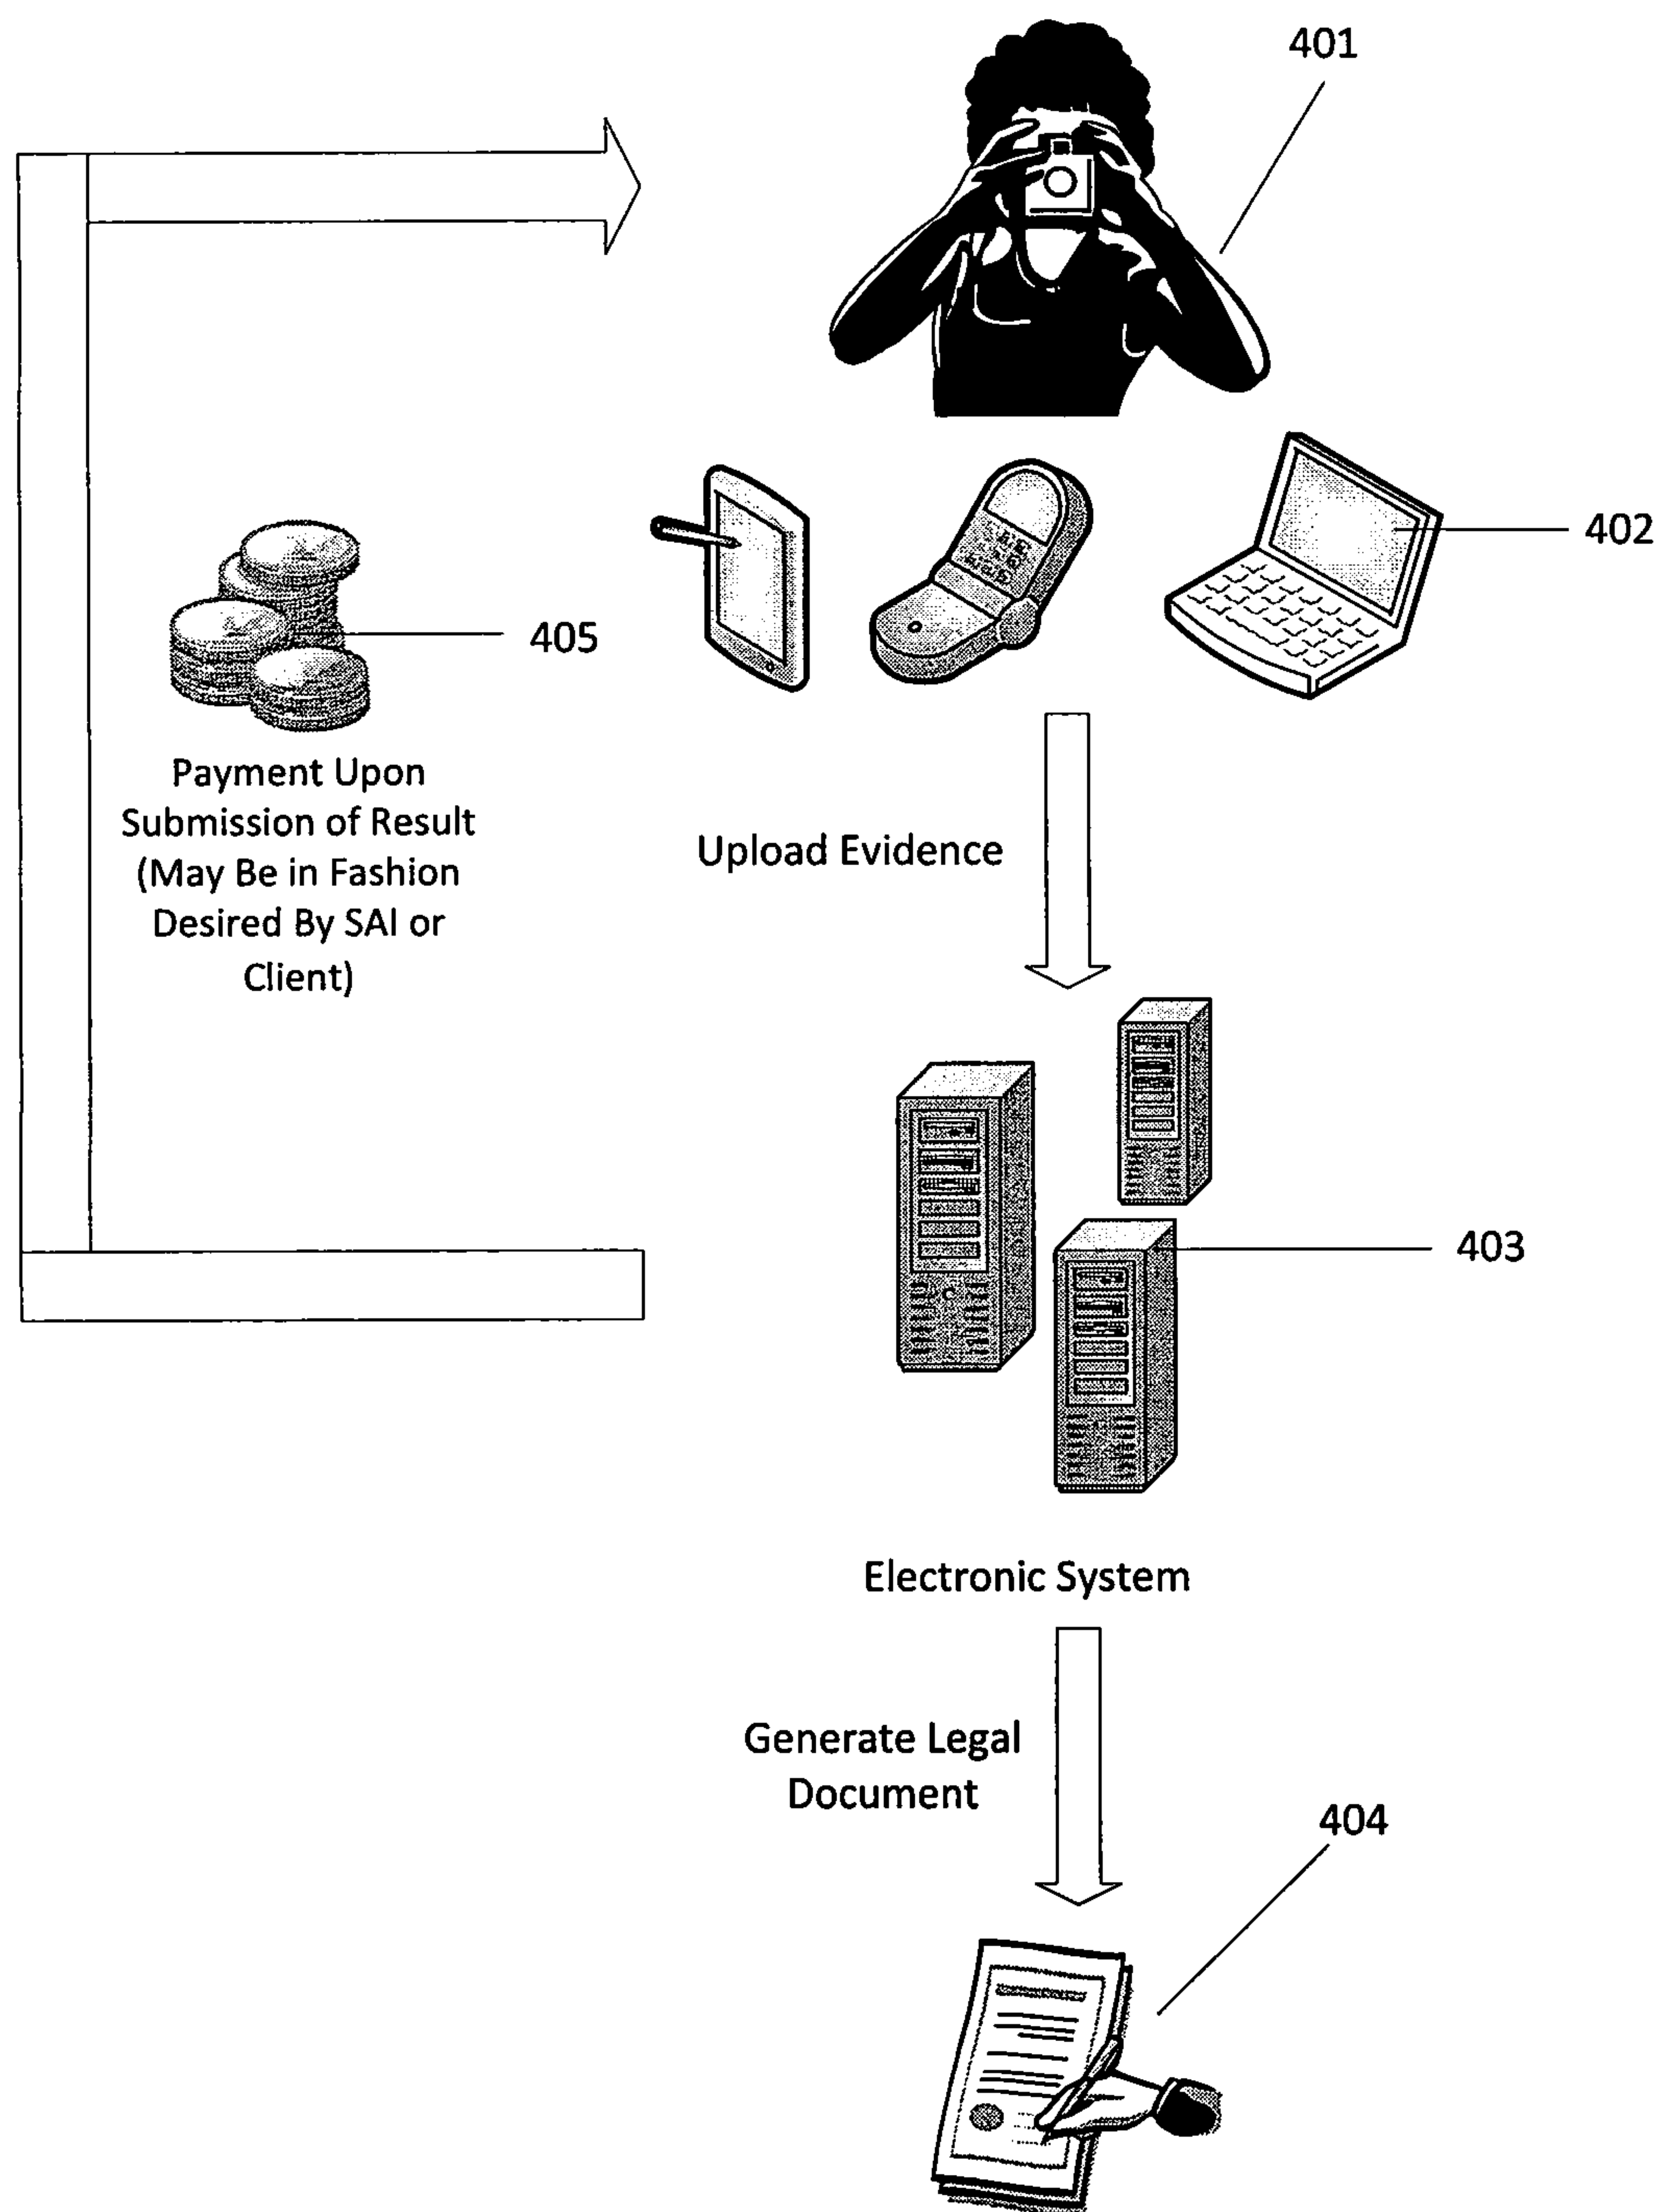 401
402
405
Payment Upon
Submission of Result
(May Be in Fashion
Desired By SAI or
Client)
Upload Evidence
403
Electronic System
Generate Legal
Document
404